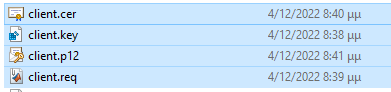 client.cer 4/12/2022 8:40 μμ
client.key 4/12/2022 8:38 μμ
client.p12 4/12/2022 8:41 μμ
client.req 4/12/2022 8:39 μμ